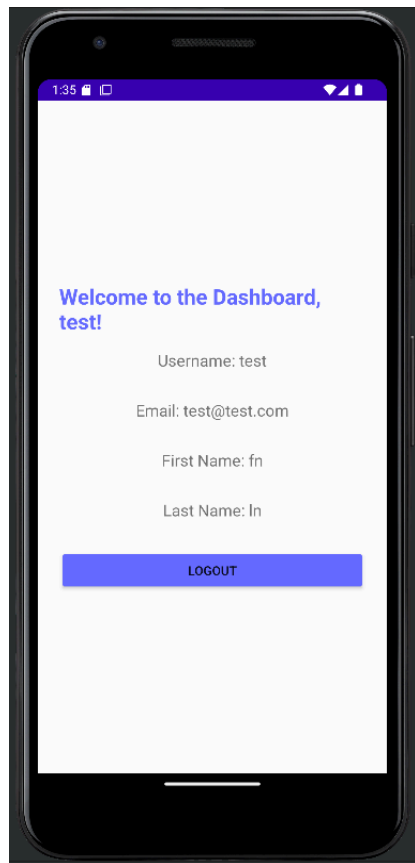 1:35
Welcome to the Dashboard,
test!
Username: test
Email: test@test.com
First Name: fn
Last Name: ln
LOGOUT